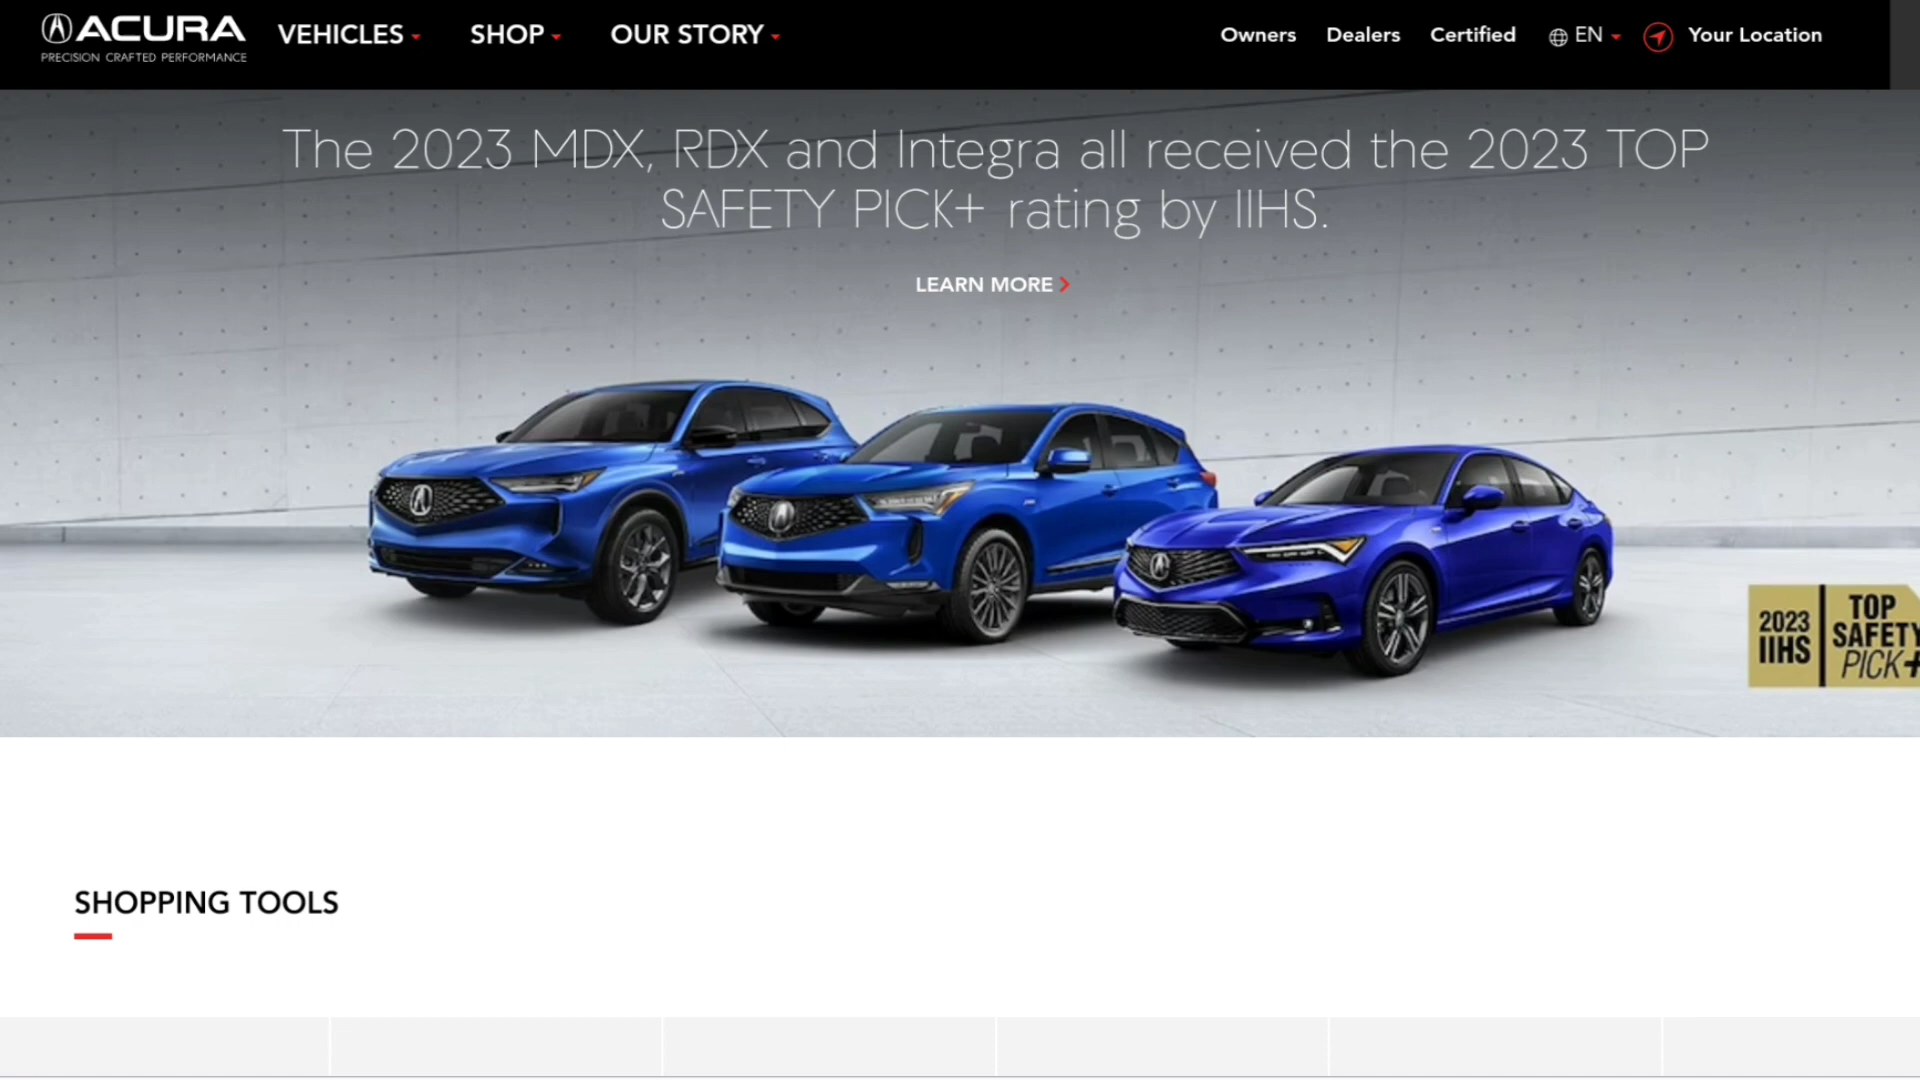 ACURA
PRECISION CRAFTED PERFORMANCE
VEHICLES
SHOP
OUR STORY
Owners
Dealers
Certified
EN
Your Location
The 2023 MDX, RDX and Integra all received the 2023 TOP
SAFETY PICK+ rating by IIHS.
LEARN MORE
2023
IIHS
TOP
SAFETY
PICK+
SHOPPING TOOLS